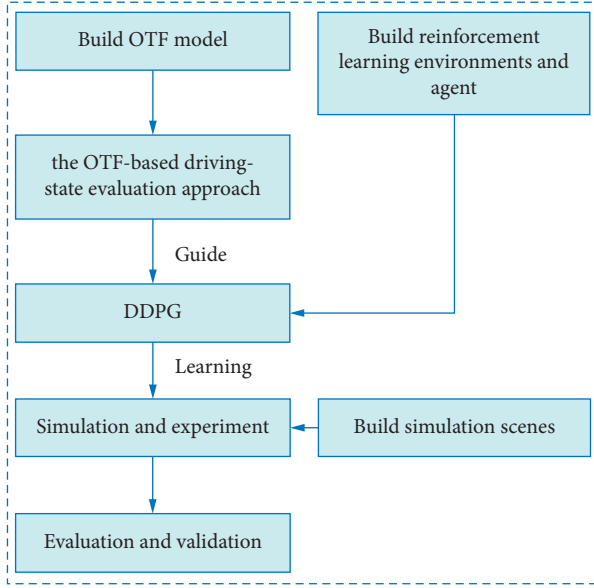 Build OTF model
Build reinforcement
learning environments and
agent
the OTF-based driving-
state evaluation approach
Guide
DDPG
Learning
Simulation and experiment
Build simulation scenes
Evaluation and validation